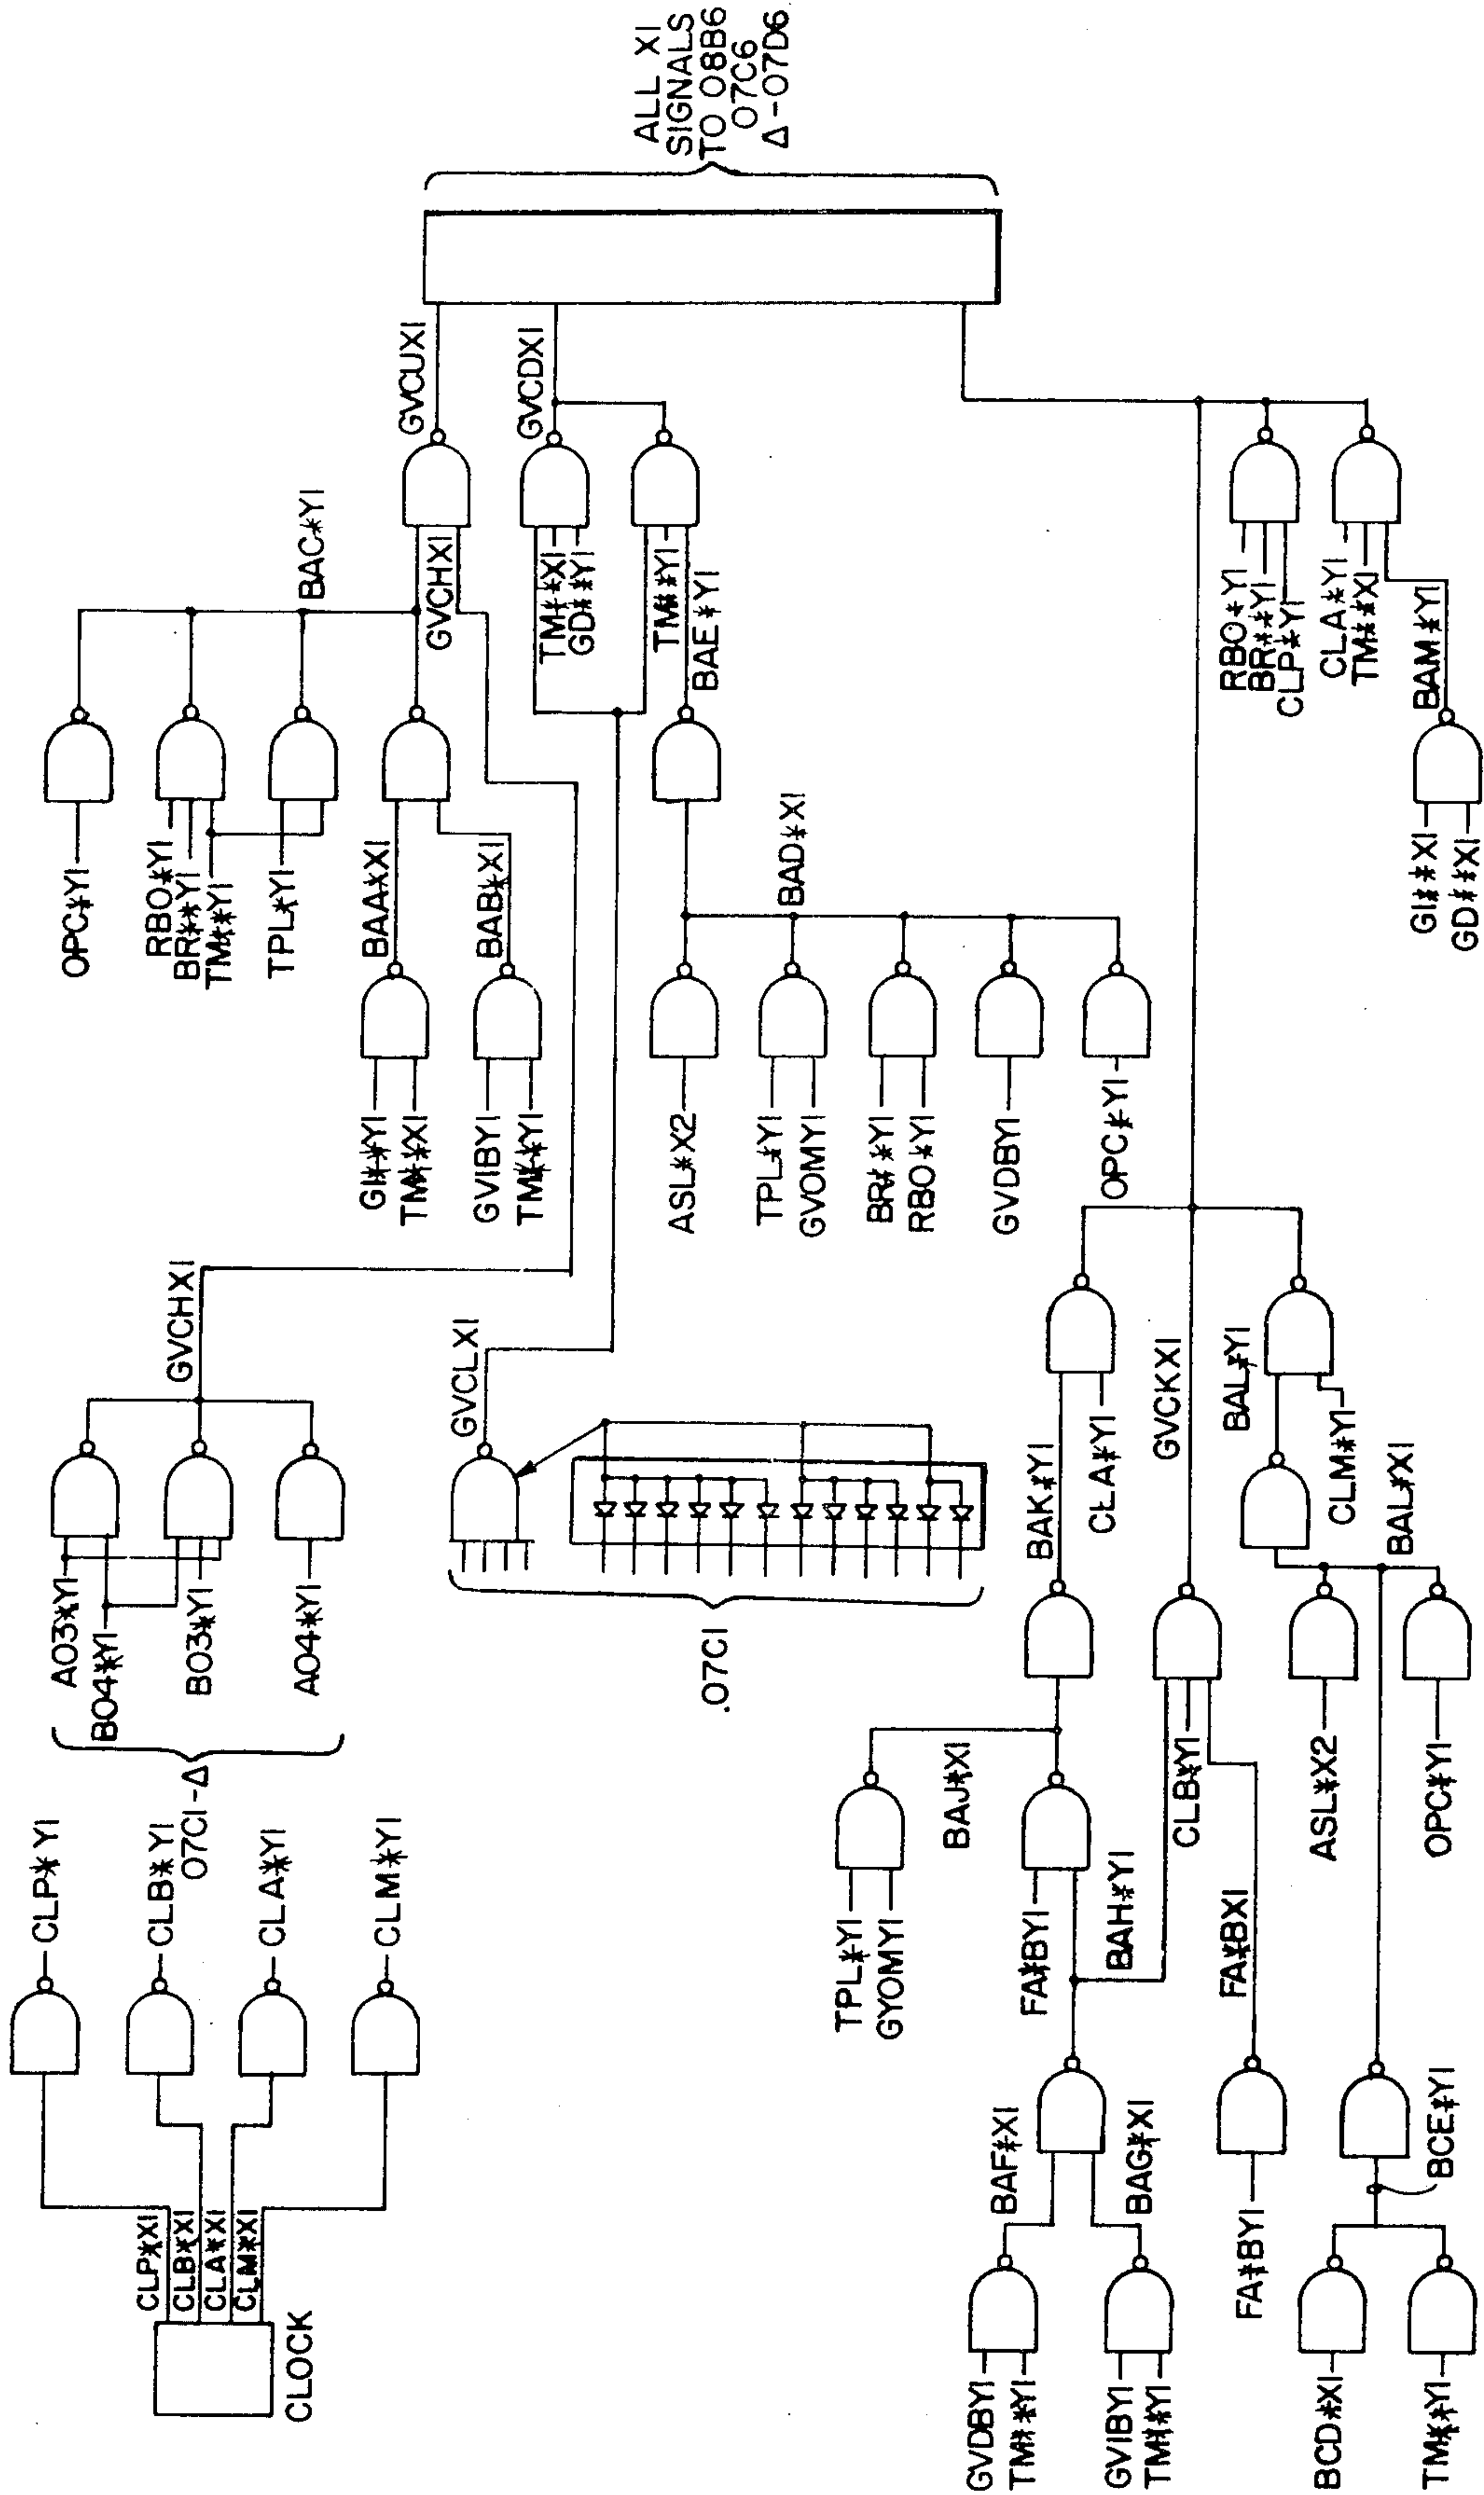 CLOCK
CLP*XI
CLB*XI
CLA*XI
CLM*XI
CLP*YI
CLB*YI
CLA*YI
CLM*YI
07CI-Δ
A03*YI
B04*YI
B03*YI
A04*YI
GVCHXI
.07CI
GVCLXI
OPC*YI
RBO*YI
BR**YI
TM**YI
TPL*YI
BAC*YI
GI**YI
TM**XI
BAA*XI
GVIBYI
TM**YI
BAB*XI
GVCHXI
GVCUXI
TM**XI
GD**YI
GVCDXI
TM**YI
BAE*YI
ASL*X2
TPL*YI
GVOMYI
BR**YI
RBO*YI
GVDBYI
OPC*YI
BAD*XI
ALL XI
SIGNALS
TO 08B6
07C6
Δ-07D6
TPL*YI
GYOMYI
BAJ*XI
GVDBYI
TM**YI
BAF*XI
GVIBYI
TM**YI
BAG*XI
FA*BYI
BAH*YI
BAK*YI
CLA*YI
FA*BYI
FA*BXI
CLB*YI
GVCKXI
BCD*XI
TM**YI
BCE*YI
ASL*X2
OPC*YI
BAL*XI
BAL*YI
CLM*YI
RBO*YI
BR**YI
CLP*YI
CLA*YI
TM**XI
GI**XI
GD**XI
BAM*YI